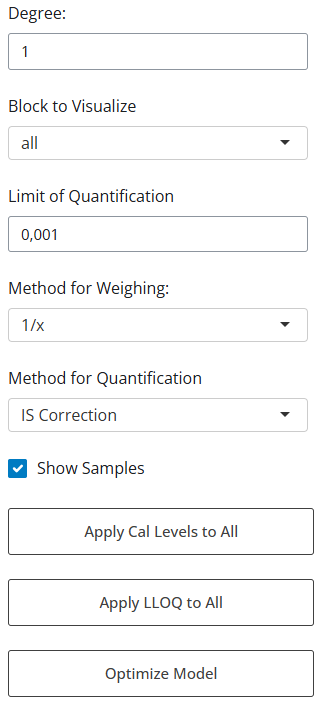 Degree:
1
Block to Visualize
all
Limit of Quantification
0,001
Method for Weighing:
1/x
Method for Quantification
IS Correction
Show Samples
Apply Cal Levels to All
Apply LLOQ to All
Optimize Model